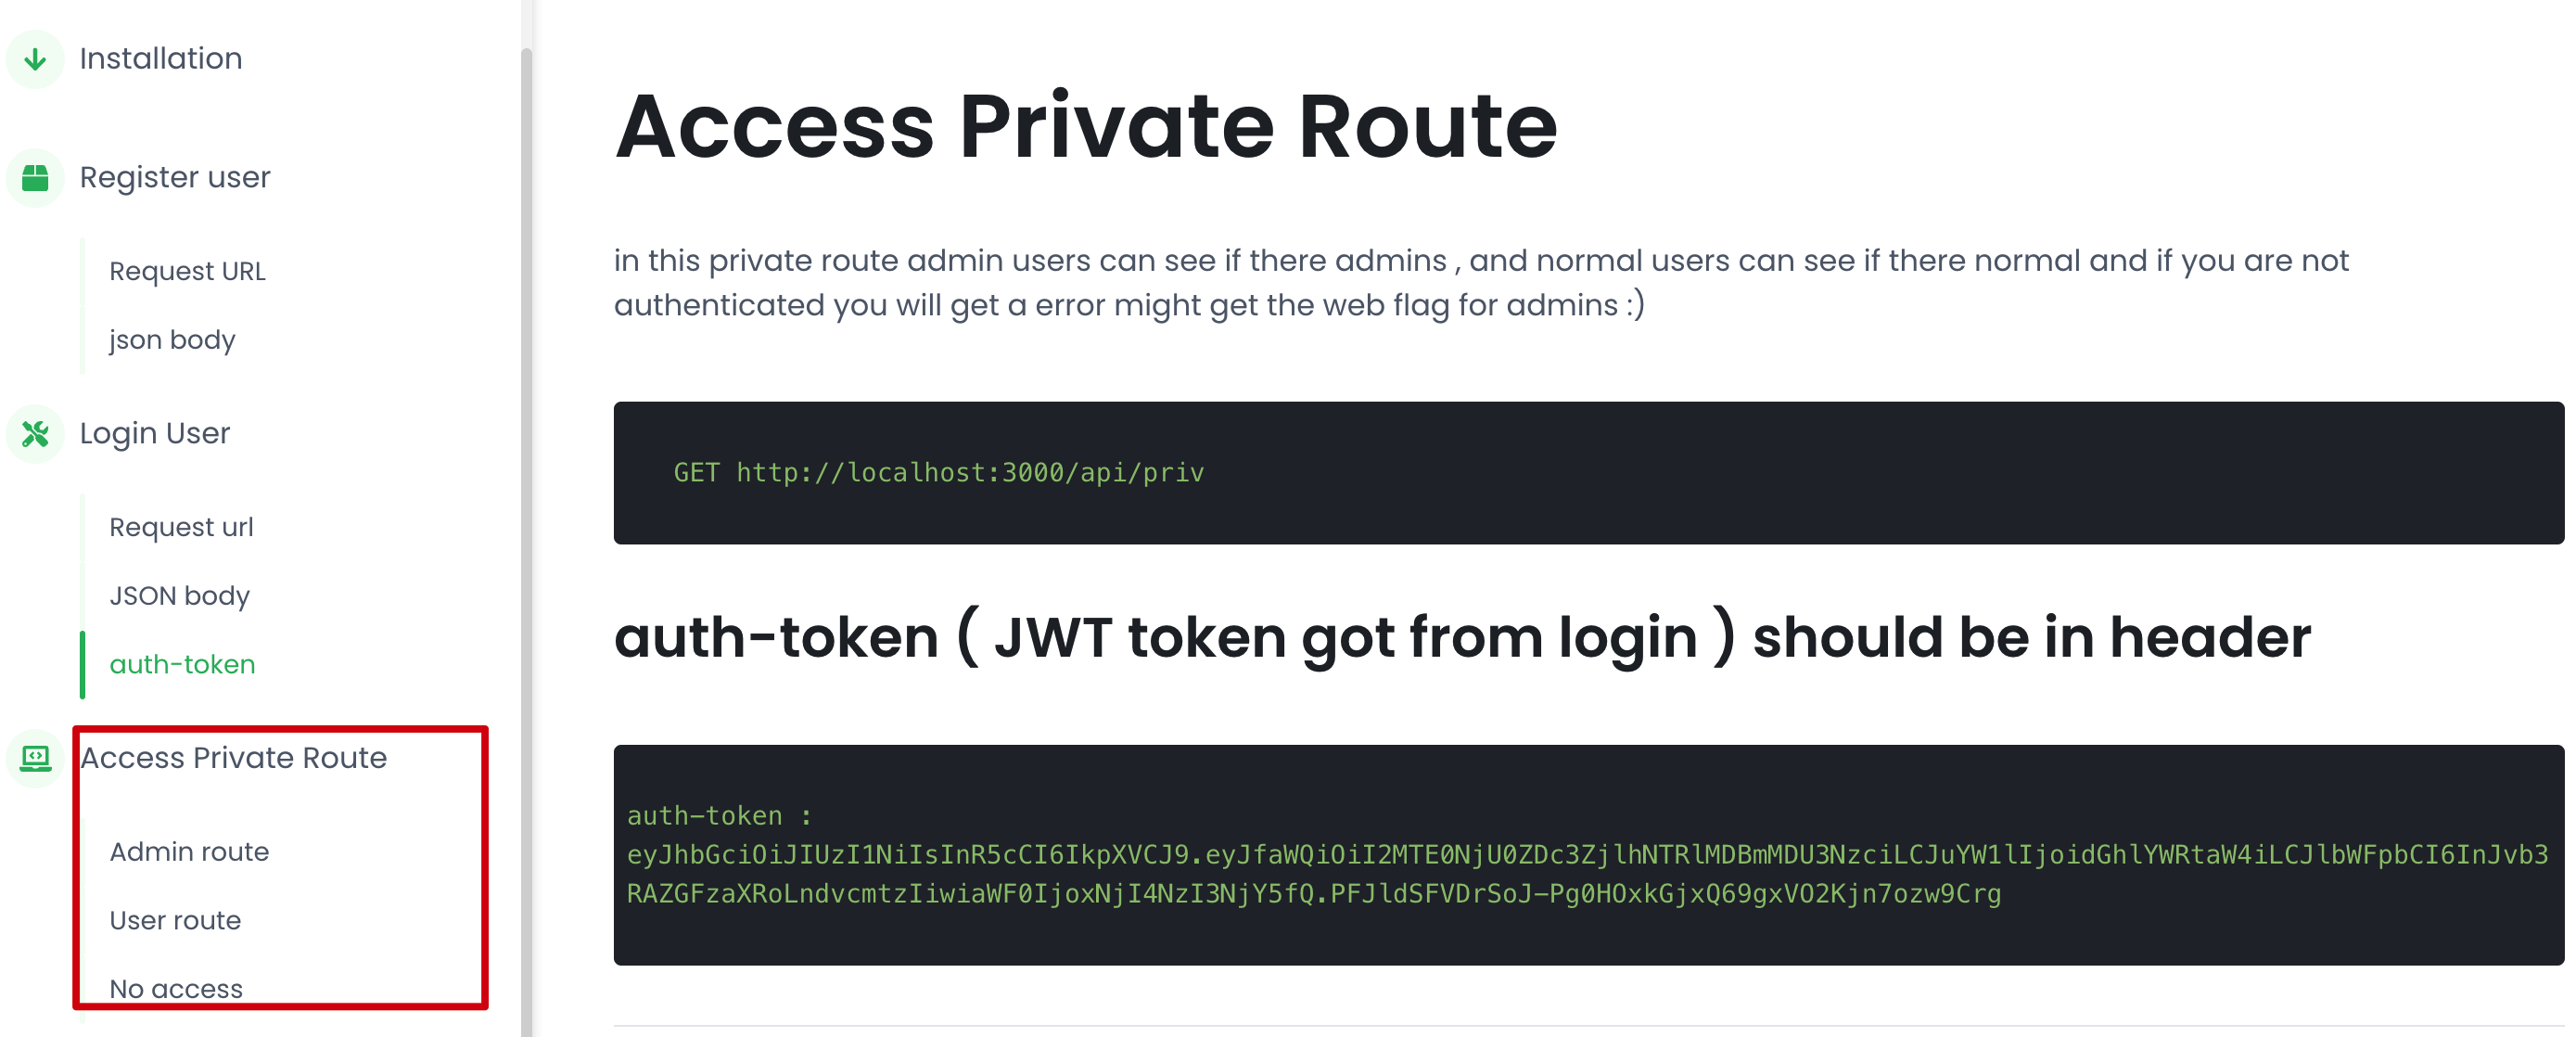 Installation
Register user
Request URL
json body
Login User
Request url
JSON body
auth-token
Access Private Route
Admin route
User route
No access
Access Private Route
in this private route admin users can see if there admins , and normal users can see if there normal and if you are not
authenticated you will get a error might get the web flag for admins :)
GET http://localhost:3000/api/priv
auth-token ( JWT token got from login ) should be in header
auth-token :
eyJhbGciOiJIUzI1NiIsInR5cCI6IkpXVCJ9.eyJfaWQiOiI2MTE0NjU0ZDc3ZjlhNTRlMDBmMDU3NzciLCJuYW1lIjoidGhlYWRtaW4iLCJlbWFpbCI6InJvb3
RAZGFzaXRoLndvcmtzIiwiaWF0IjoxNjI4NzI3NjY5fQ.PFJldSFVDrSoJ-Pg0HOxkGjxQ69gxVO2Kjn7ozw9Crg